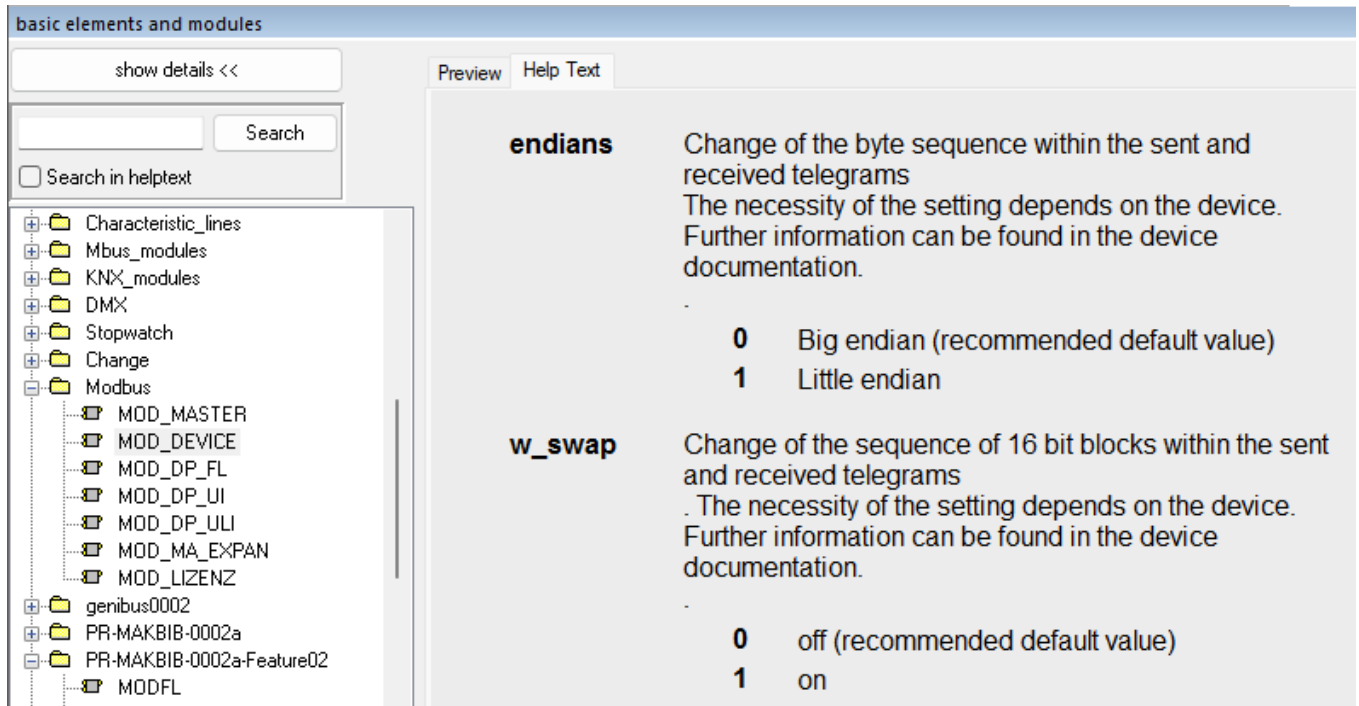 basic elements and modules
show details <<
Search
Search in helptext
Characteristic_lines
Mbus_modules
KNX_modules
DMX
Stopwatch
Change
Modbus
MOD_MASTER
MOD_DEVICE
MOD_DP_FL
MOD_DP_UI
MOD_DP_ULI
MOD_MA_EXPAN
MOD_LIZENZ
genibus0002
PR-MAKBIB-0002a
PR-MAKBIB-0002a-Feature02
MODFL
Preview Help Text
endians Change of the byte sequence within the sent and
received telegrams
The necessity of the setting depends on the device.
Further information can be found in the device
documentation.
.
0 Big endian (recommended default value)
1 Little endian
w_swap Change of the sequence of 16 bit blocks within the sent
and received telegrams
. The necessity of the setting depends on the device.
Further information can be found in the device
documentation.
.
0 off (recommended default value)
1 on